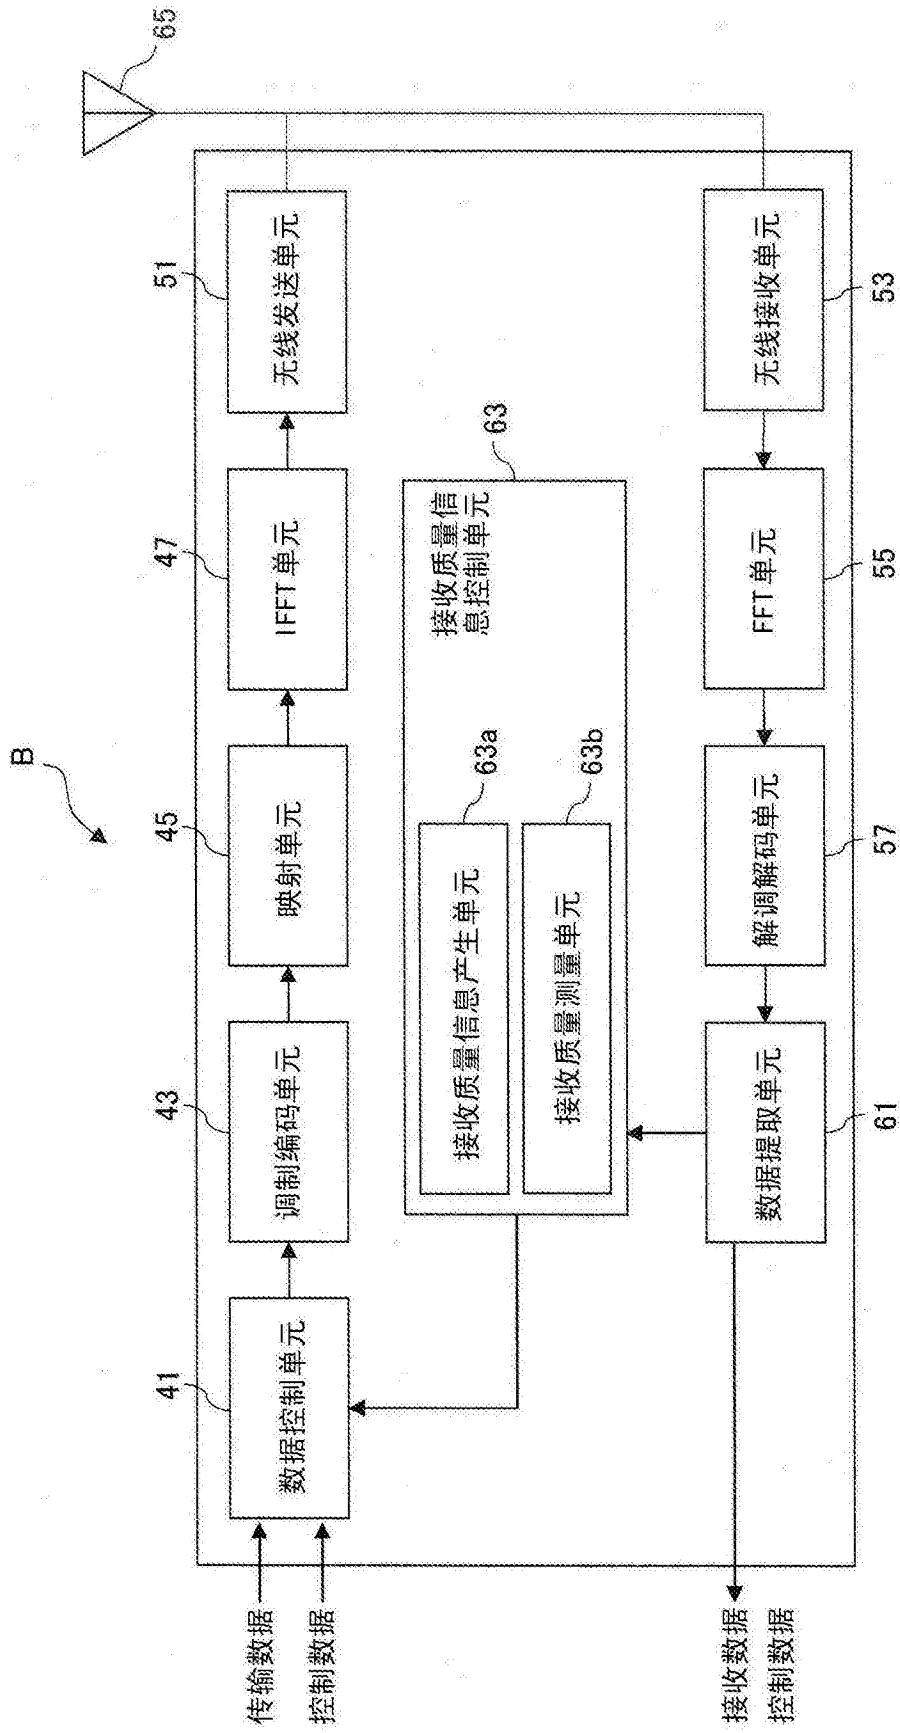 B
65
传输数据
控制数据
41
数据控制单元
43
调制编码单元
45
映射单元
47
IFFT单元
51
无线发送单元
63
接收质量信
息控制单元
63a
接收质量信息产生单元
63b
接收质量测量单元
接收数据
控制数据
数据提取单元
61
解调解码单元
57
FFT单元
55
无线接收单元
53